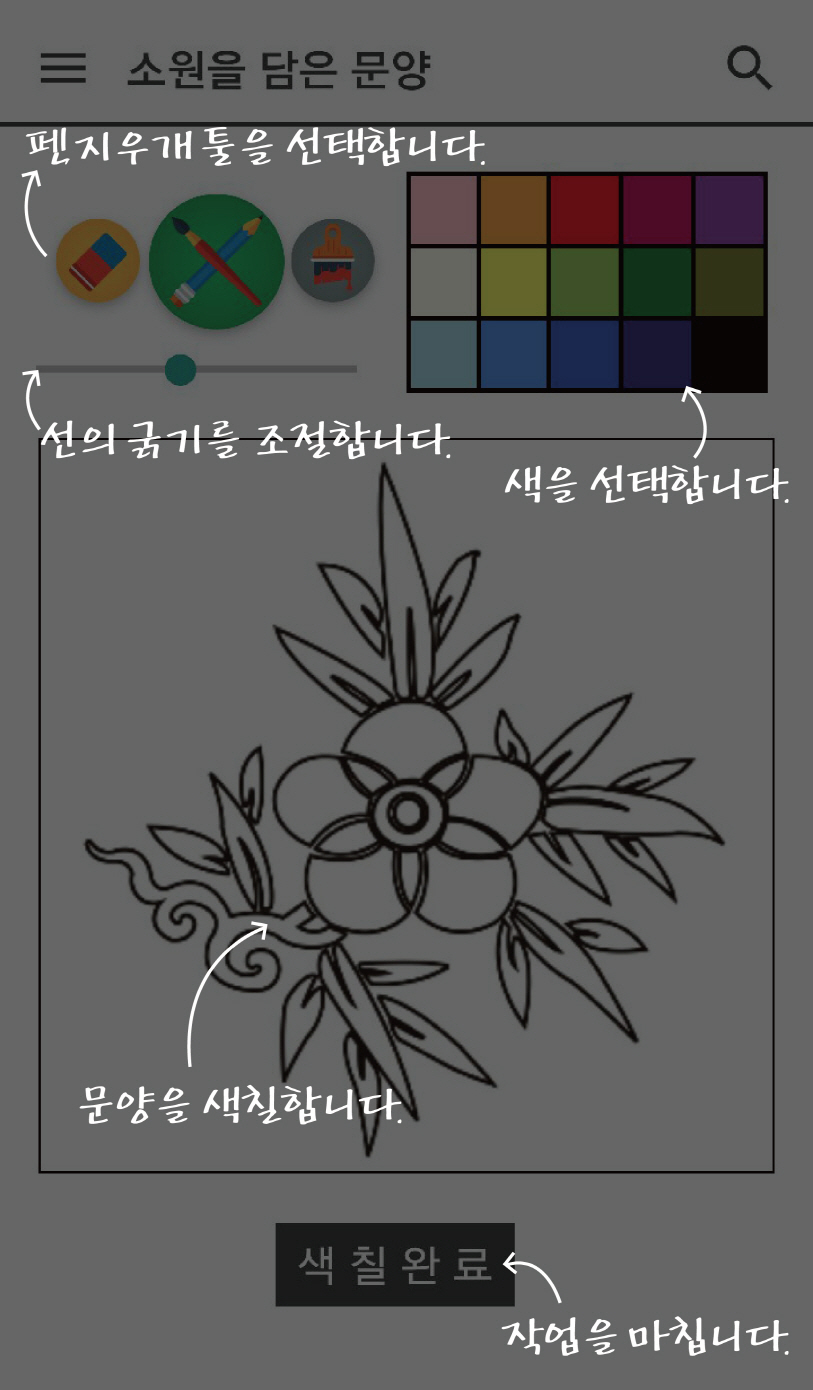 소원을 담은 문양
펜,지우개 툴을 선택합니다.
선의 굵기를 조절합니다.
색을 선택합니다.
문양을 색칠합니다.
색칠완료
작업을 마칩니다.